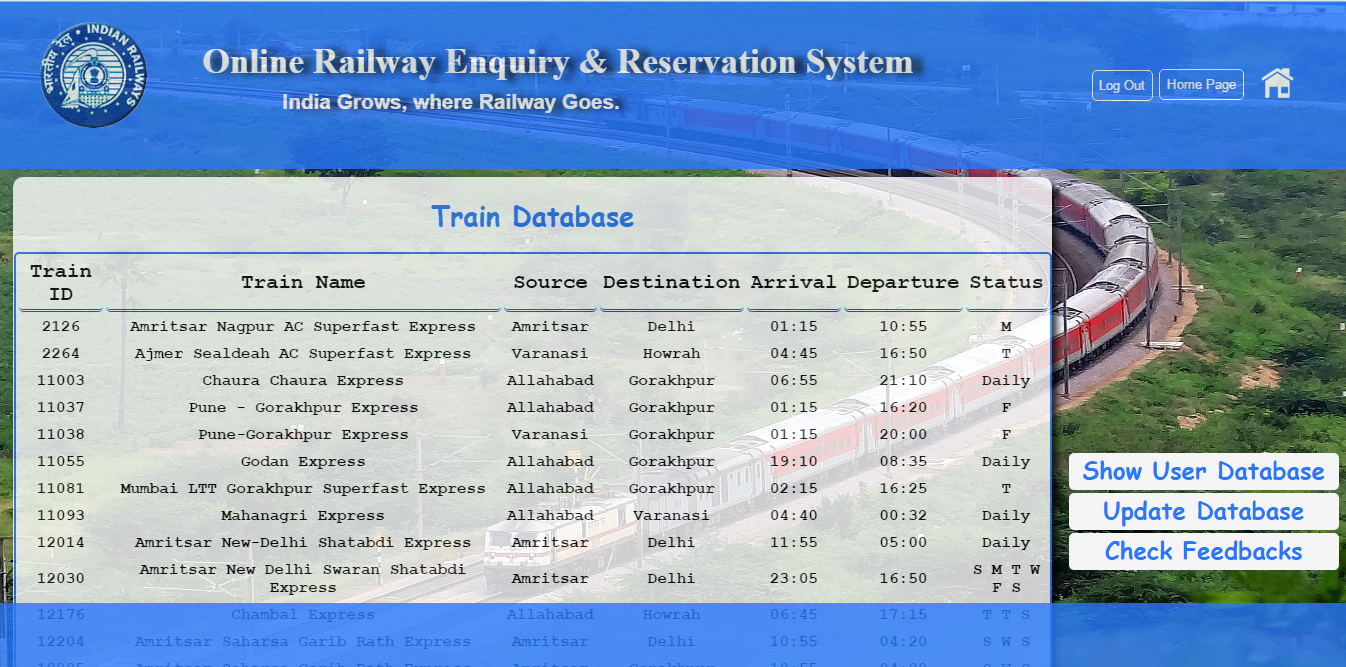 भारतीय रेल INDIAN RAILWAYS
Online Railway Enquiry & Reservation System
India Grows, where Railway Goes.
Log Out Home Page
Train Database
Train ID Train Name Source Destination Arrival Departure Status
2126 Amritsar Nagpur AC Superfast Express Amritsar Delhi 01:15 10:55 M
2264 Ajmer Sealdeah AC Superfast Express Varanasi Howrah 04:45 16:50 T
11003 Chaura Chaura Express Allahabad Gorakhpur 06:55 21:10 Daily
11037 Pune - Gorakhpur Express Allahabad Gorakhpur 01:15 16:20 F
11038 Pune-Gorakhpur Express Varanasi Gorakhpur 01:15 20:00 F
11055 Godan Express Allahabad Gorakhpur 19:10 08:35 Daily
11081 Mumbai LTT Gorakhpur Superfast Express Allahabad Gorakhpur 02:15 16:25 T
11093 Mahanagri Express Allahabad Varanasi 04:40 00:32 Daily
12014 Amritsar New-Delhi Shatabdi Express Amritsar Delhi 11:55 05:00 Daily
12030 Amritsar New Delhi Swaran Shatabdi Express Amritsar Delhi 23:05 16:50 S M T W F S
12176 Chambal Express Allahabad Howrah 06:45 17:15 T T S
12204 Amritsar Saharsa Garib Rath Express Amritsar Delhi 10:55 04:20 S W S
Show User Database
Update Database
Check Feedbacks